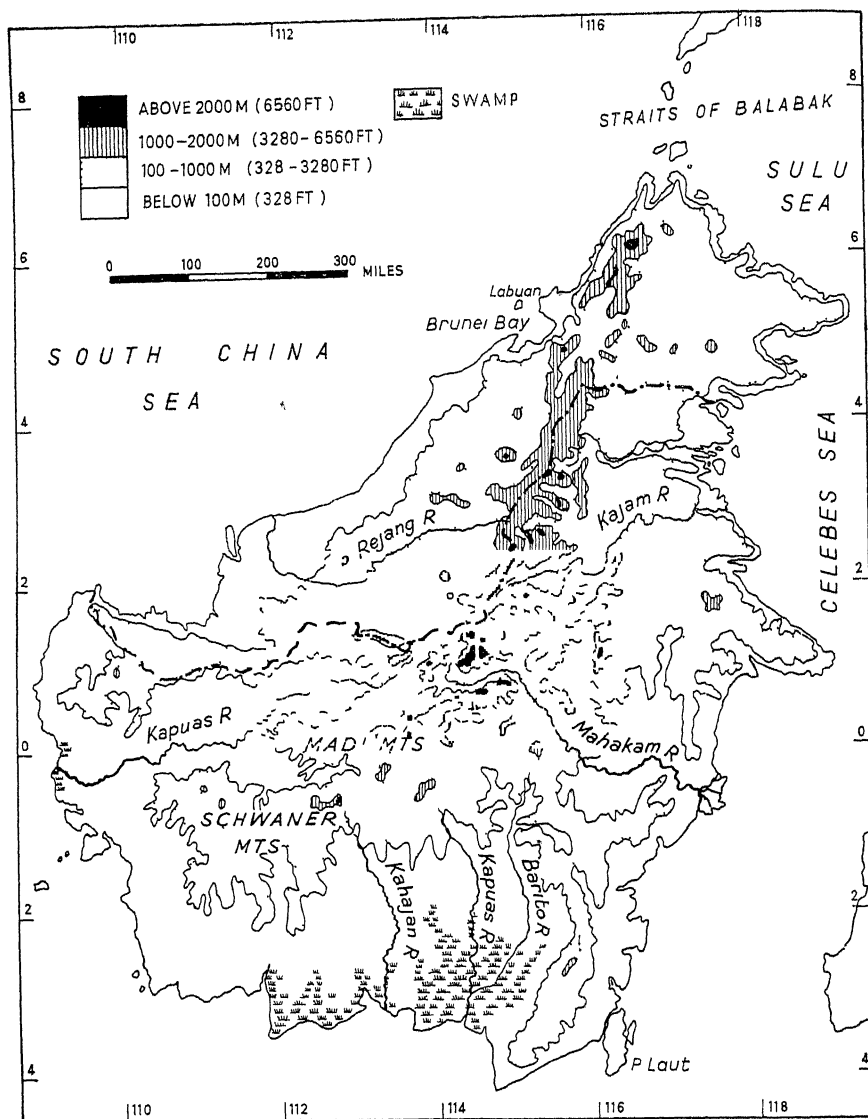 110 112 114 116 118
ABOVE 2000 M (6560 FT)
1000-2000 M (3280-6560 FT)
100-1000 M (328-3280 FT)
BELOW 100 M (328 FT)
SWAMP
0 100 200 300 MILES
STRAITS OF BALABAK
SULU
SEA
8 8
6 6
Labuan
Brunei Bay
SOUTH CHINA
SEA
4 4
CELEBES SEA
Rejang R
Kajam R
2 2
Kapuas R
MADI MTS
Mahakam R
0 0
SCHWANER
MTS
Kahajan R
Kapuas R
Barito R
2 2
P Laut
4 4
110 112 114 116 118